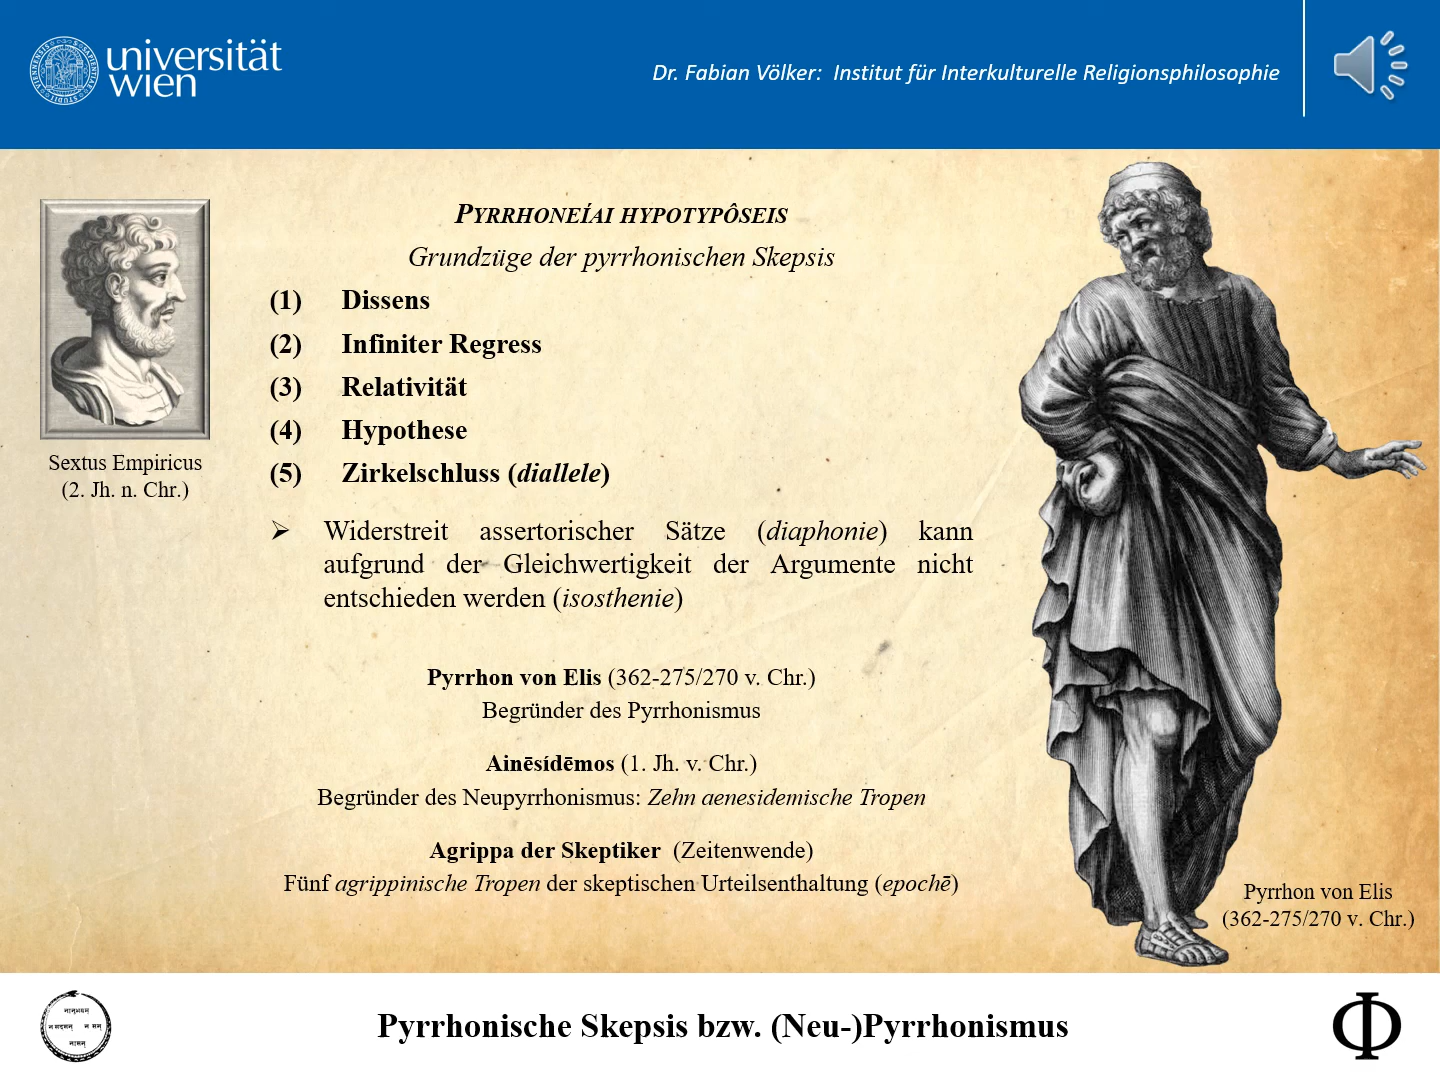 universität
wien
Dr. Fabian Völker: Institut für Interkulturelle Religionsphilosophie
PYRRHONEÍAI HYPOTYPÔSEIS
Grundzüge der pyrrhonischen Skepsis
(1) Dissens
(2) Infiniter Regress
(3) Relativität
(4) Hypothese
(5) Zirkelschluss (diallele)
Sextus Empiricus
(2. Jh. n. Chr.)
➢ Widerstreit assertorischer Sätze (diaphonie) kann
aufgrund der Gleichwertigkeit der Argumente nicht
entschieden werden (isosthenie)
Pyrrhon von Elis (362-275/270 v. Chr.)
Begründer des Pyrrhonismus
Ainēsídēmos (1. Jh. v. Chr.)
Begründer des Neupyrrhonismus: Zehn aenesidemische Tropen
Agrippa der Skeptiker (Zeitenwende)
Fünf agrippinische Tropen der skeptischen Urteilsenthaltung (epochē)
Pyrrhon von Elis
(362-275/270 v. Chr.)
न सन्
नासन्
Pyrrhonische Skepsis bzw. (Neu-)Pyrrhonismus
Φ